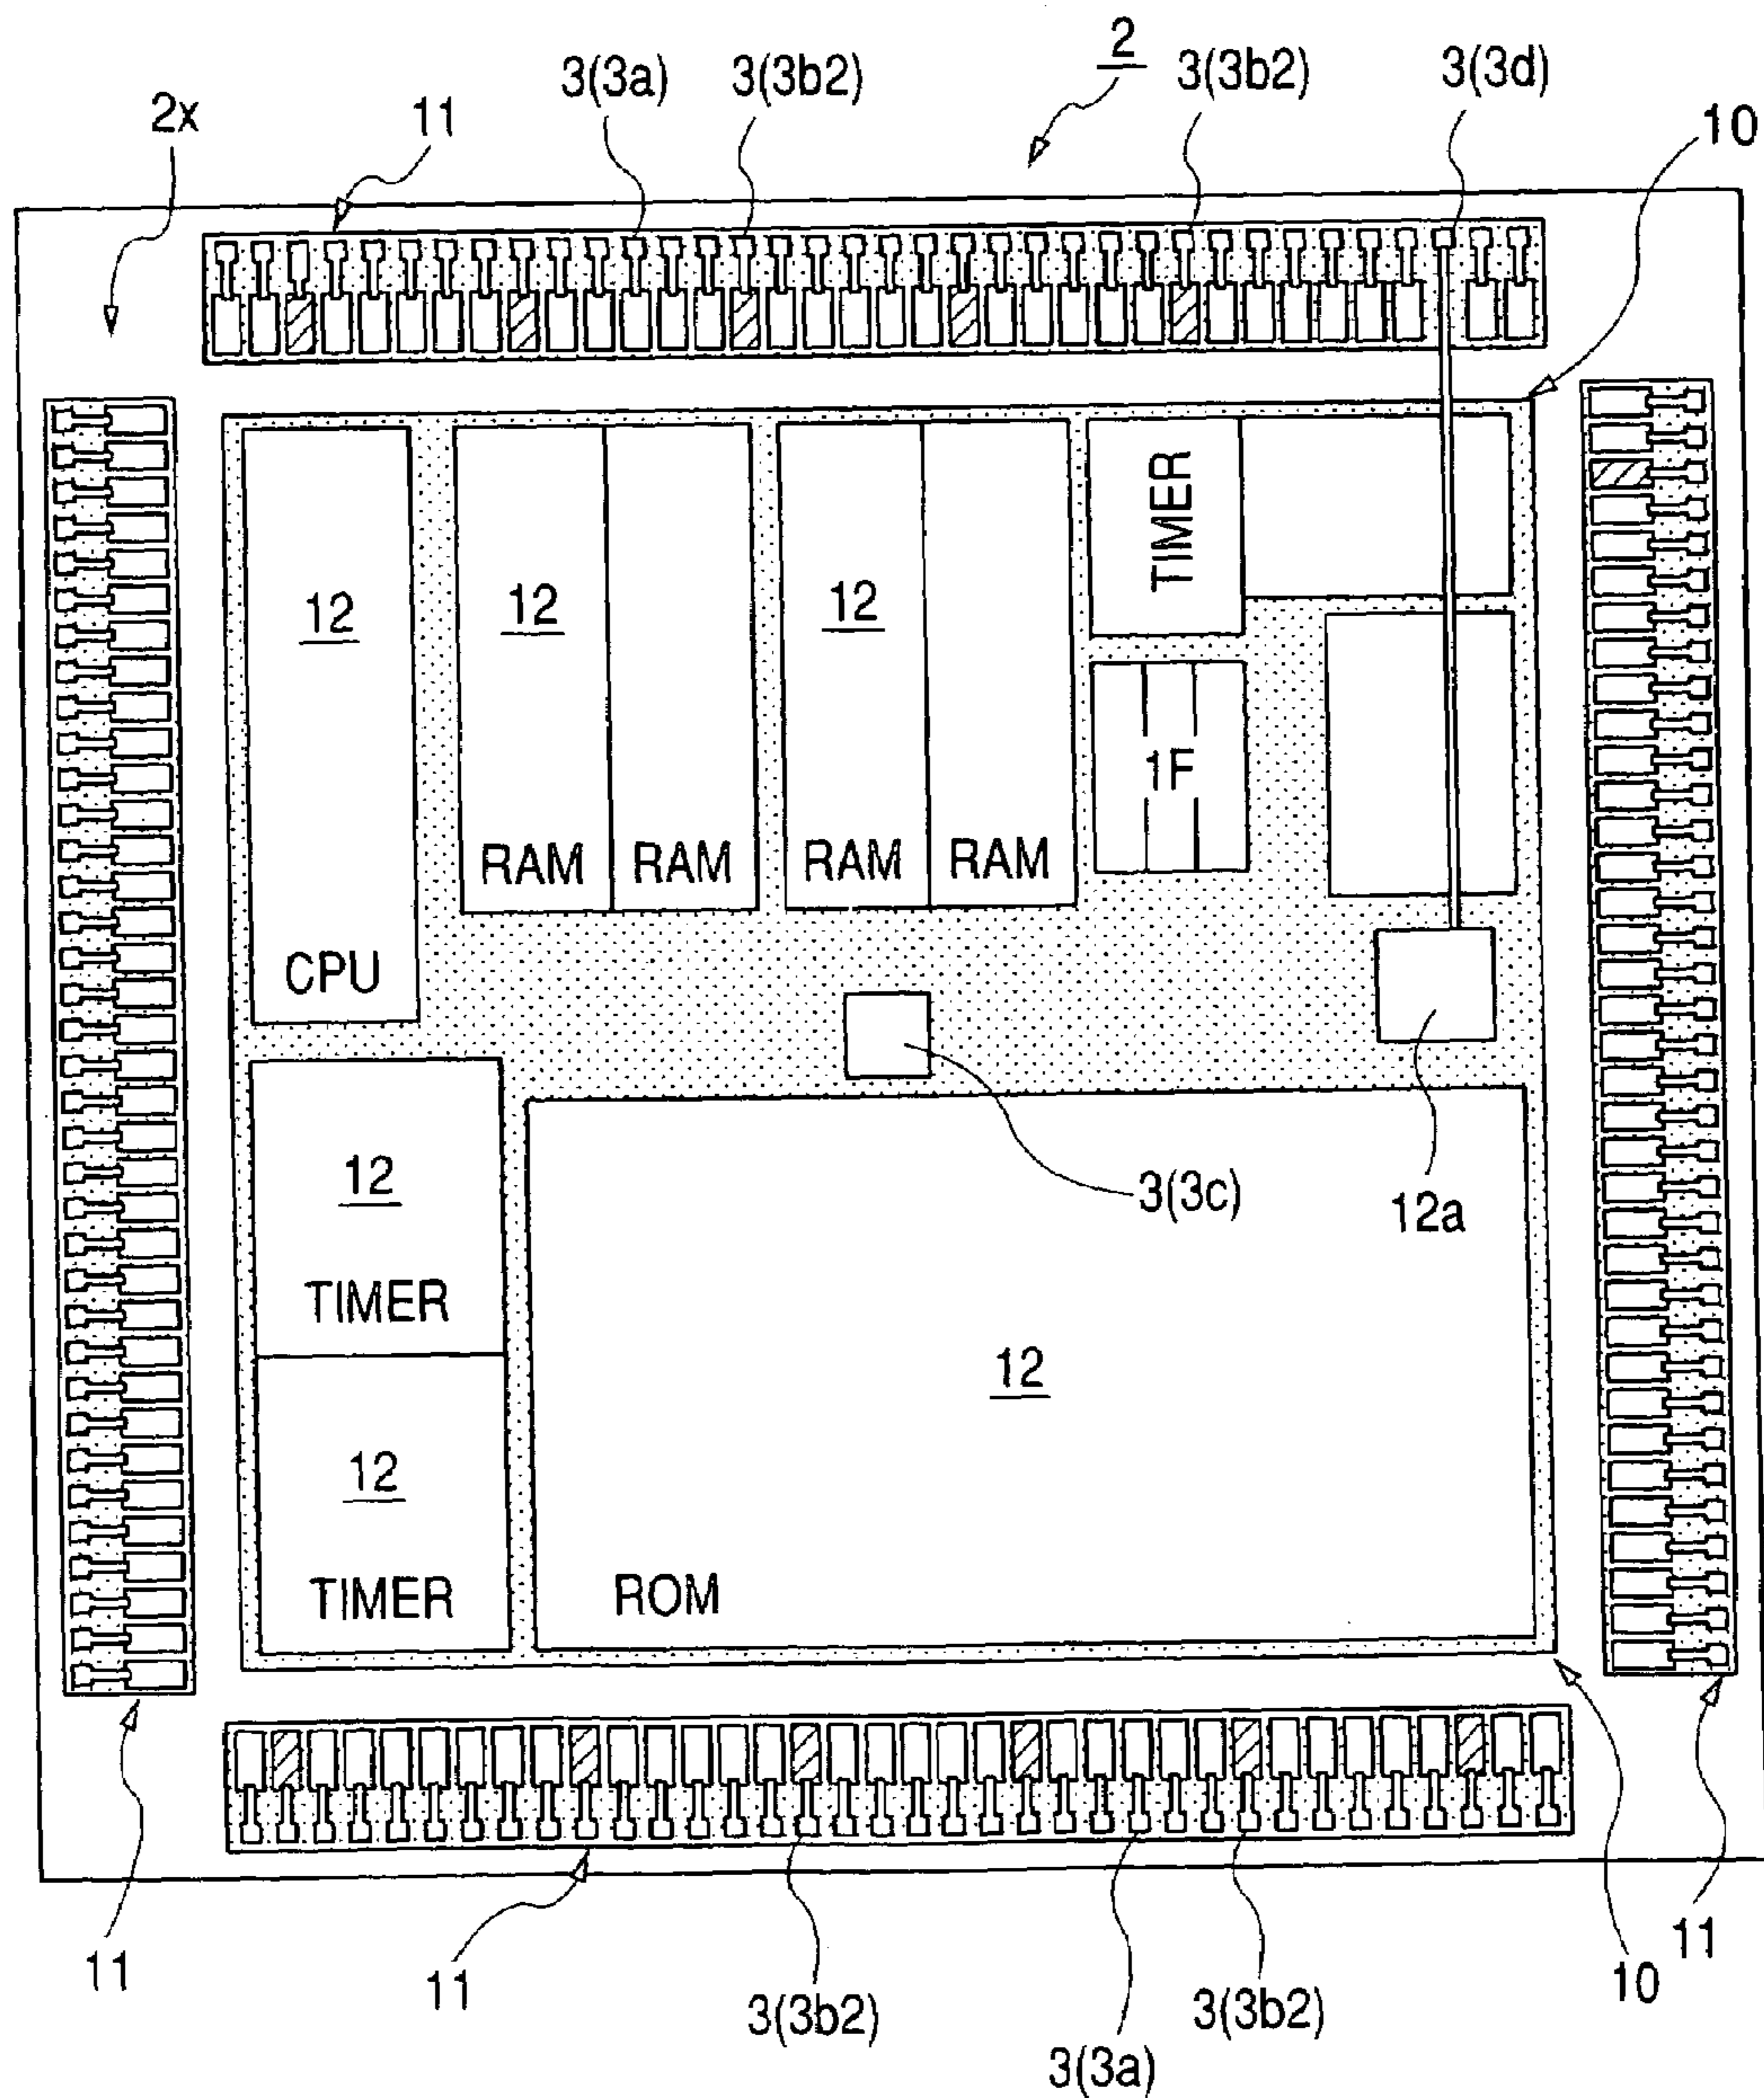 2
3(3a)
3(3b2)
3(3b2)
3(3d)
2x
11
10
TIMER
12
12
12
1F
RAM
RAM
RAM
RAM
CPU
12
3(3c)
12a
TIMER
12
12
TIMER
ROM
11
11
3(3b2)
3(3a)
3(3b2)
10
11